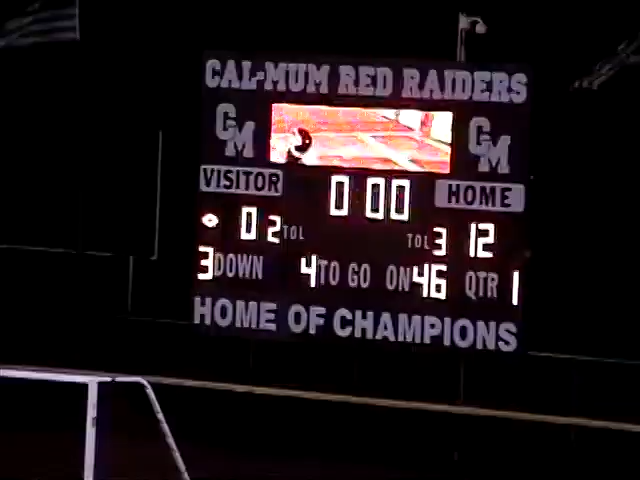 CAL-MUM RED RAIDERS
CM CM
VISITOR 0:00 HOME
0 2 TOL TOL 3 12
3 DOWN 4 TO GO ON 46 QTR 1
HOME OF CHAMPIONS